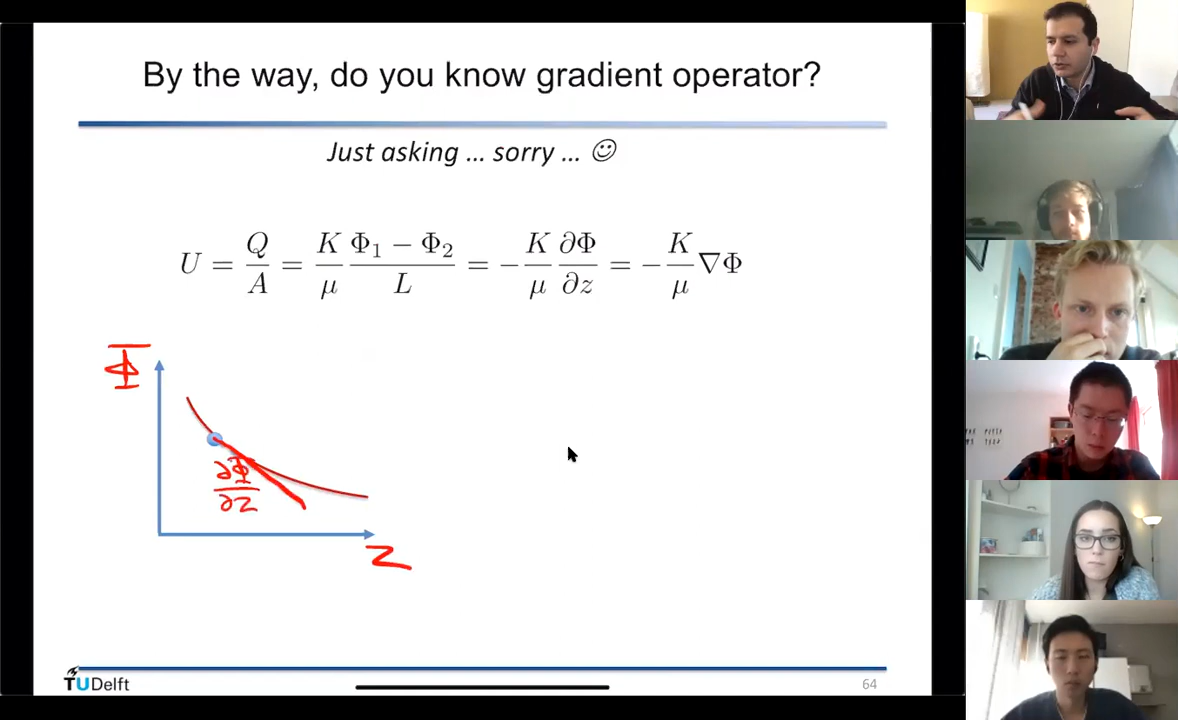 By the way, do you know gradient operator?
Just asking ... sorry ... ☺
U = Q/A = K/μ (Φ₁ − Φ₂)/L = −K/μ ∂Φ/∂z = −K/μ ∇Φ
Φ
∂Φ/∂z
z
TUDelft
64